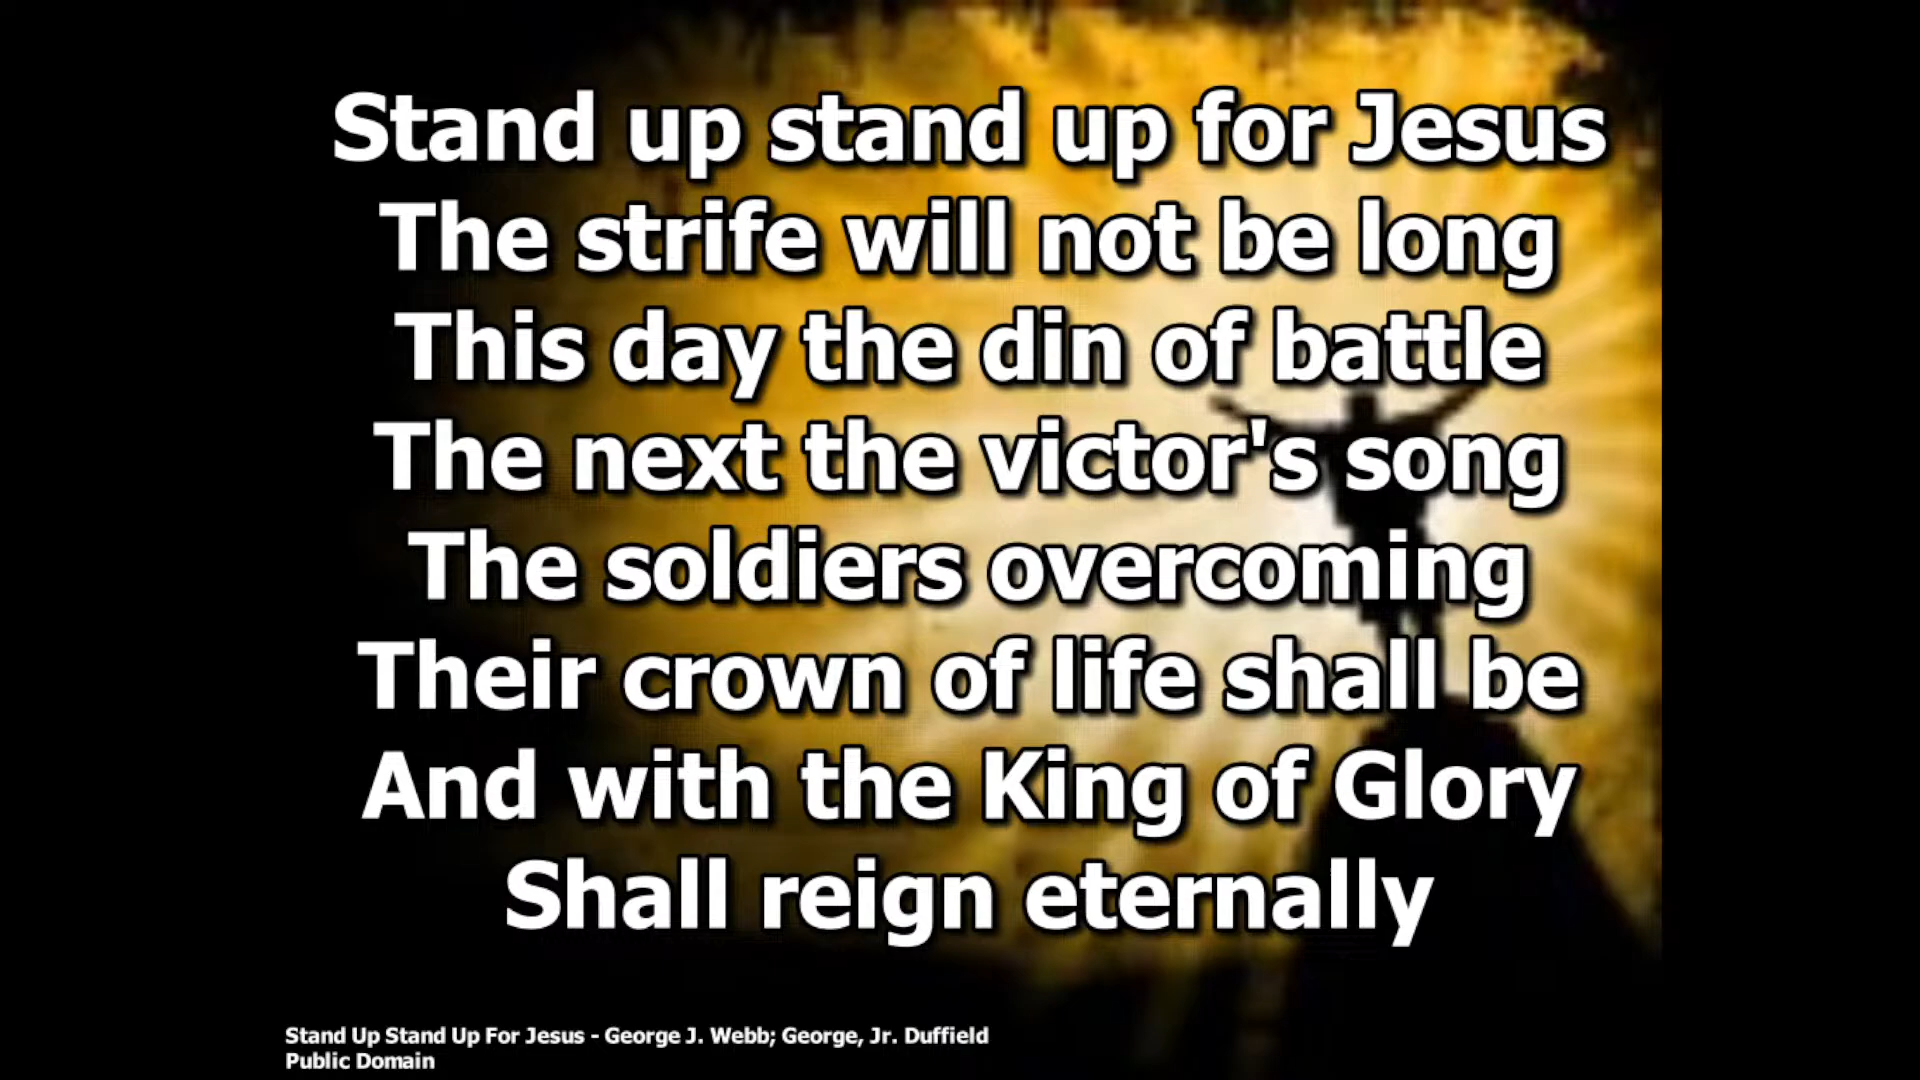 Stand up stand up for Jesus
The strife will not be long
This day the din of battle
The next the victor's song
The soldiers overcoming
Their crown of life shall be
And with the King of Glory
Shall reign eternally
Stand Up Stand Up For Jesus - George J. Webb; George, Jr. Duffield
Public Domain